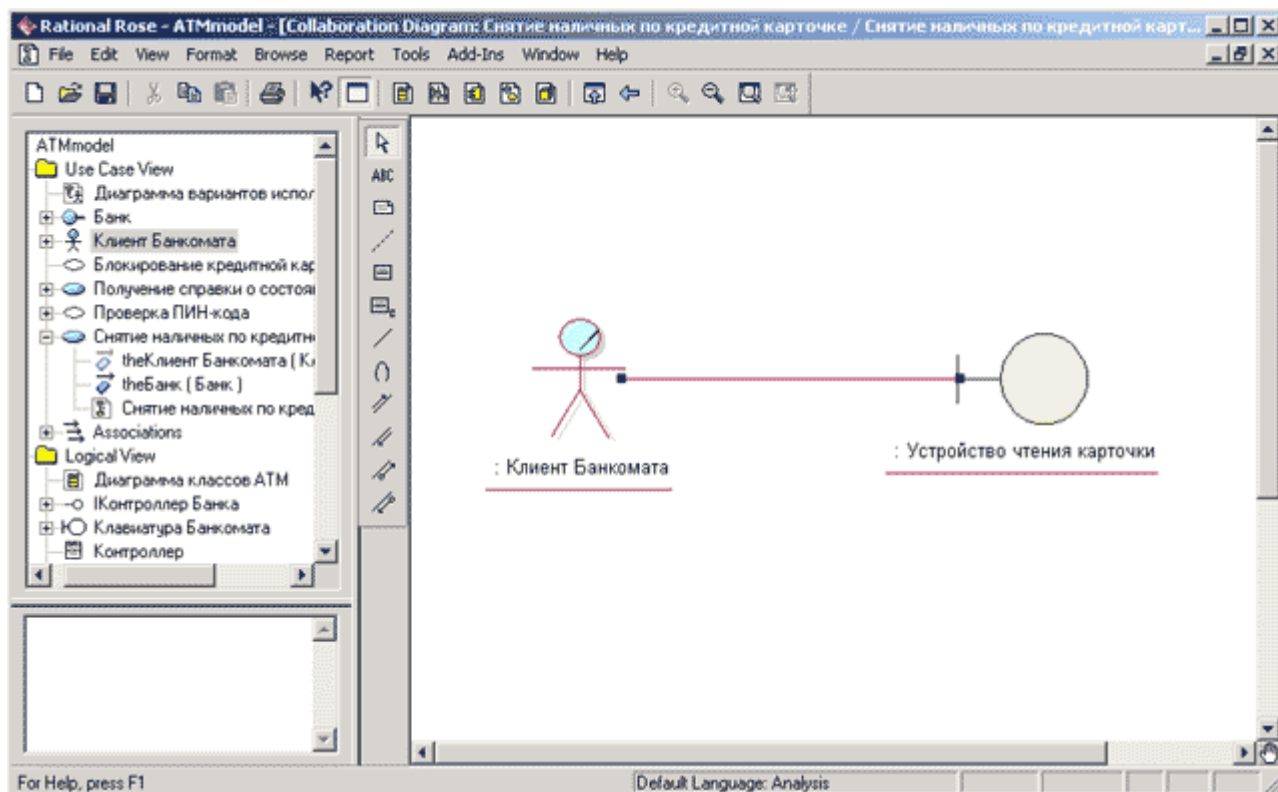 Rational Rose - ATMmodel - [Collaboration Diagram: Снятие наличных по кредитной карточке / Снятие наличных по кредитной карт...
File Edit View Format Browse Report Tools Add-Ins Window Help
ATMmodel
Use Case View
Диаграмма вариантов испол
Банк
Клиент Банкомата
Блокирование кредитной кар
Получение справки о состоя
Проверка ПИН-кода
Снятие наличных по кредитн
theКлиент Банкомата ( Кл
theБанк ( Банк )
Снятие наличных по кред
Associations
Logical View
Диаграмма классов ATM
IКонтроллер Банка
Клавиатура Банкомата
Контроллер
ABC
: Клиент Банкомата
: Устройство чтения карточки
For Help, press F1
Default Language: Analysis